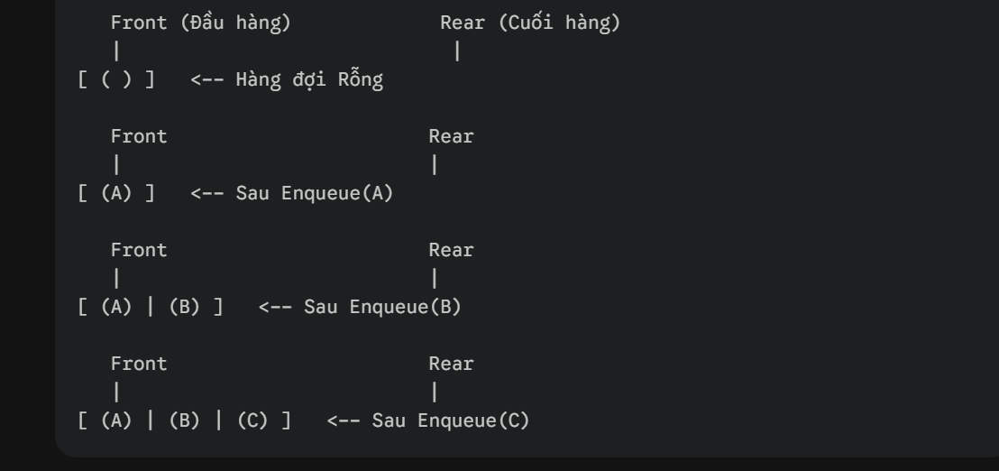 Front (Đầu hàng)             Rear (Cuối hàng)
   |                              |
[ ( ) ]   <-- Hàng đợi Rỗng
   Front                       Rear
   |                           |
[ (A) ]   <-- Sau Enqueue(A)
   Front                       Rear
   |                           |
[ (A) | (B) ]   <-- Sau Enqueue(B)
   Front                       Rear
   |                           |
[ (A) | (B) | (C) ]   <-- Sau Enqueue(C)